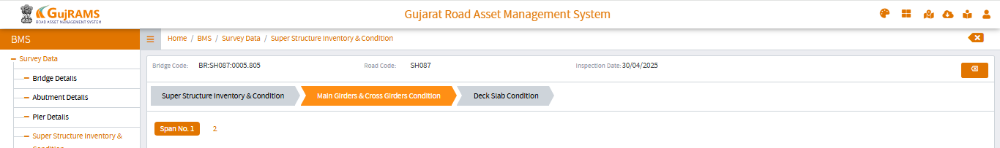 GujRAMS
ROAD ASSET MANAGEMENT SYSTEM
Gujarat Road Asset Management System
BMS
Home / BMS / Survey Data / Super Structure Inventory & Condition
Survey Data
Bridge Details
Abutment Details
Pier Details
Super Structure Inventory &
Condition
Bridge Code: BR:SH087:0005.805 Road Code: SH087 Inspection Date: 30/04/2025
Super Structure Inventory & Condition Main Girders & Cross Girders Condition Deck Slab Condition
Span No. 1 2